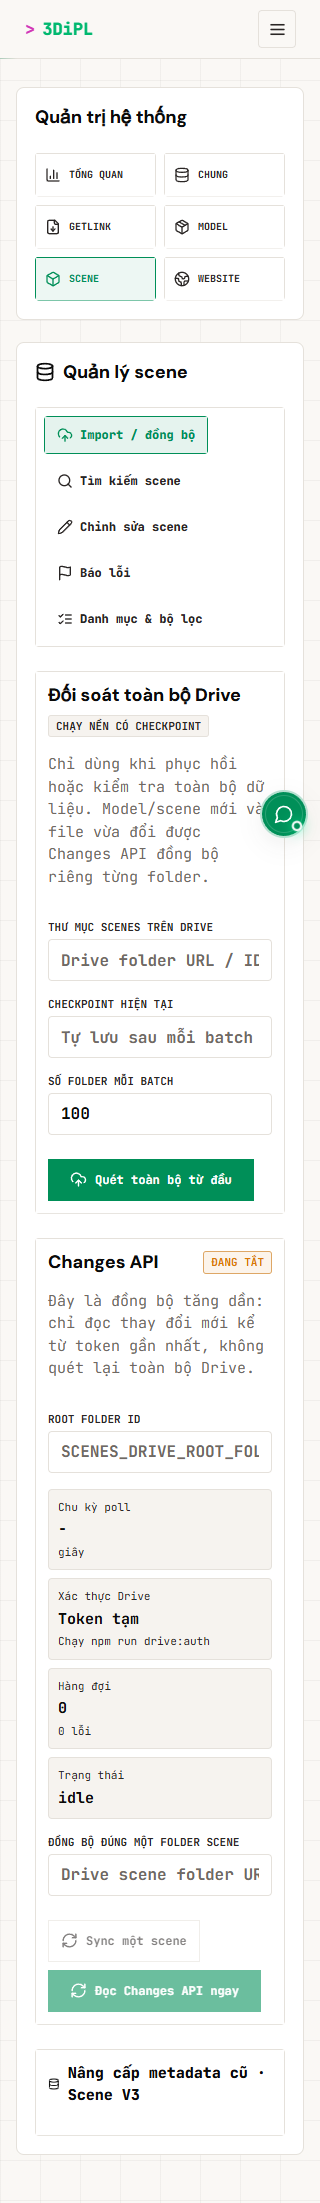 > 3DiPL
Quản trị hệ thống
TỔNG QUAN
CHUNG
GETLINK
MODEL
SCENE
WEBSITE
Quản lý scene
Import / đồng bộ
Tìm kiếm scene
Chỉnh sửa scene
Báo lỗi
Danh mục & bộ lọc
Đối soát toàn bộ Drive
CHẠY NỀN CÓ CHECKPOINT
Chỉ dùng khi phục hồi
hoặc kiểm tra toàn bộ dữ
liệu. Model/scene mới và
file vừa đổi được
Changes API đồng bộ
riêng từng folder.
THƯ MỤC SCENES TRÊN DRIVE
Drive folder URL / ID
CHECKPOINT HIỆN TẠI
Tự lưu sau mỗi batch
SỐ FOLDER MỖI BATCH
100
Quét toàn bộ từ đầu
Changes API
ĐANG TẮT
Đây là đồng bộ tăng dần:
chỉ đọc thay đổi mới kể
từ token gần nhất, không
quét lại toàn bộ Drive.
ROOT FOLDER ID
SCENES_DRIVE_ROOT_FOL
Chu kỳ poll
-
giây
Xác thực Drive
Token tạm
Chạy npm run drive:auth
Hàng đợi
0
0 lỗi
Trạng thái
idle
ĐỒNG BỘ ĐÚNG MỘT FOLDER SCENE
Drive scene folder UR
Sync một scene
Đọc Changes API ngay
Nâng cấp metadata cũ ·
Scene V3